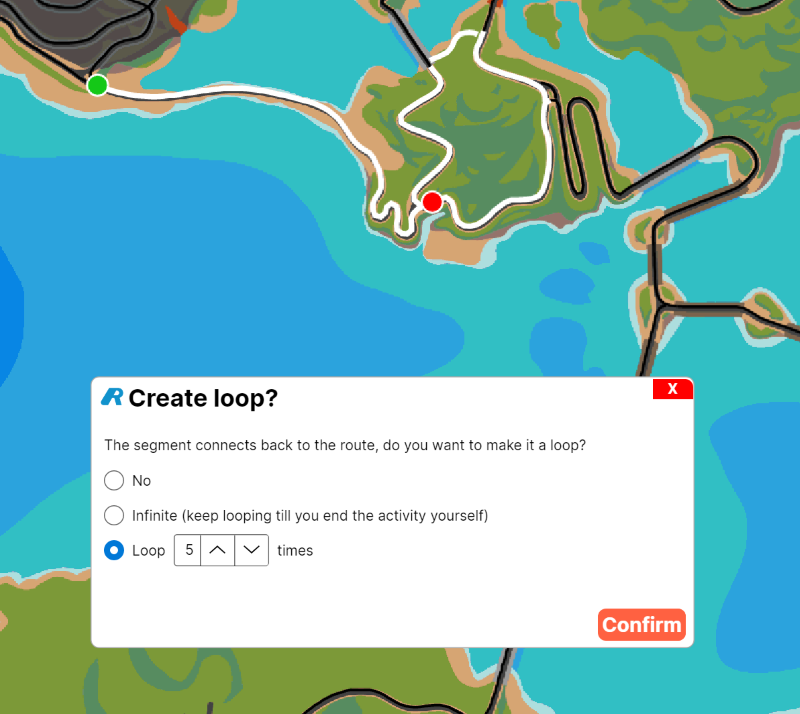 Create loop?
X
The segment connects back to the route, do you want to make it a loop?
No
Infinite (keep looping till you end the activity yourself)
Loop 5 times
Confirm